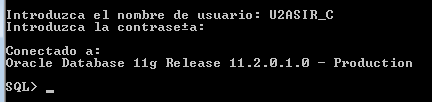 Introduzca el nombre de usuario: U2ASIR_C
Introduzca la contrase±a:
Conectado a:
Oracle Database 11g Release 11.2.0.1.0 - Production
SQL> _